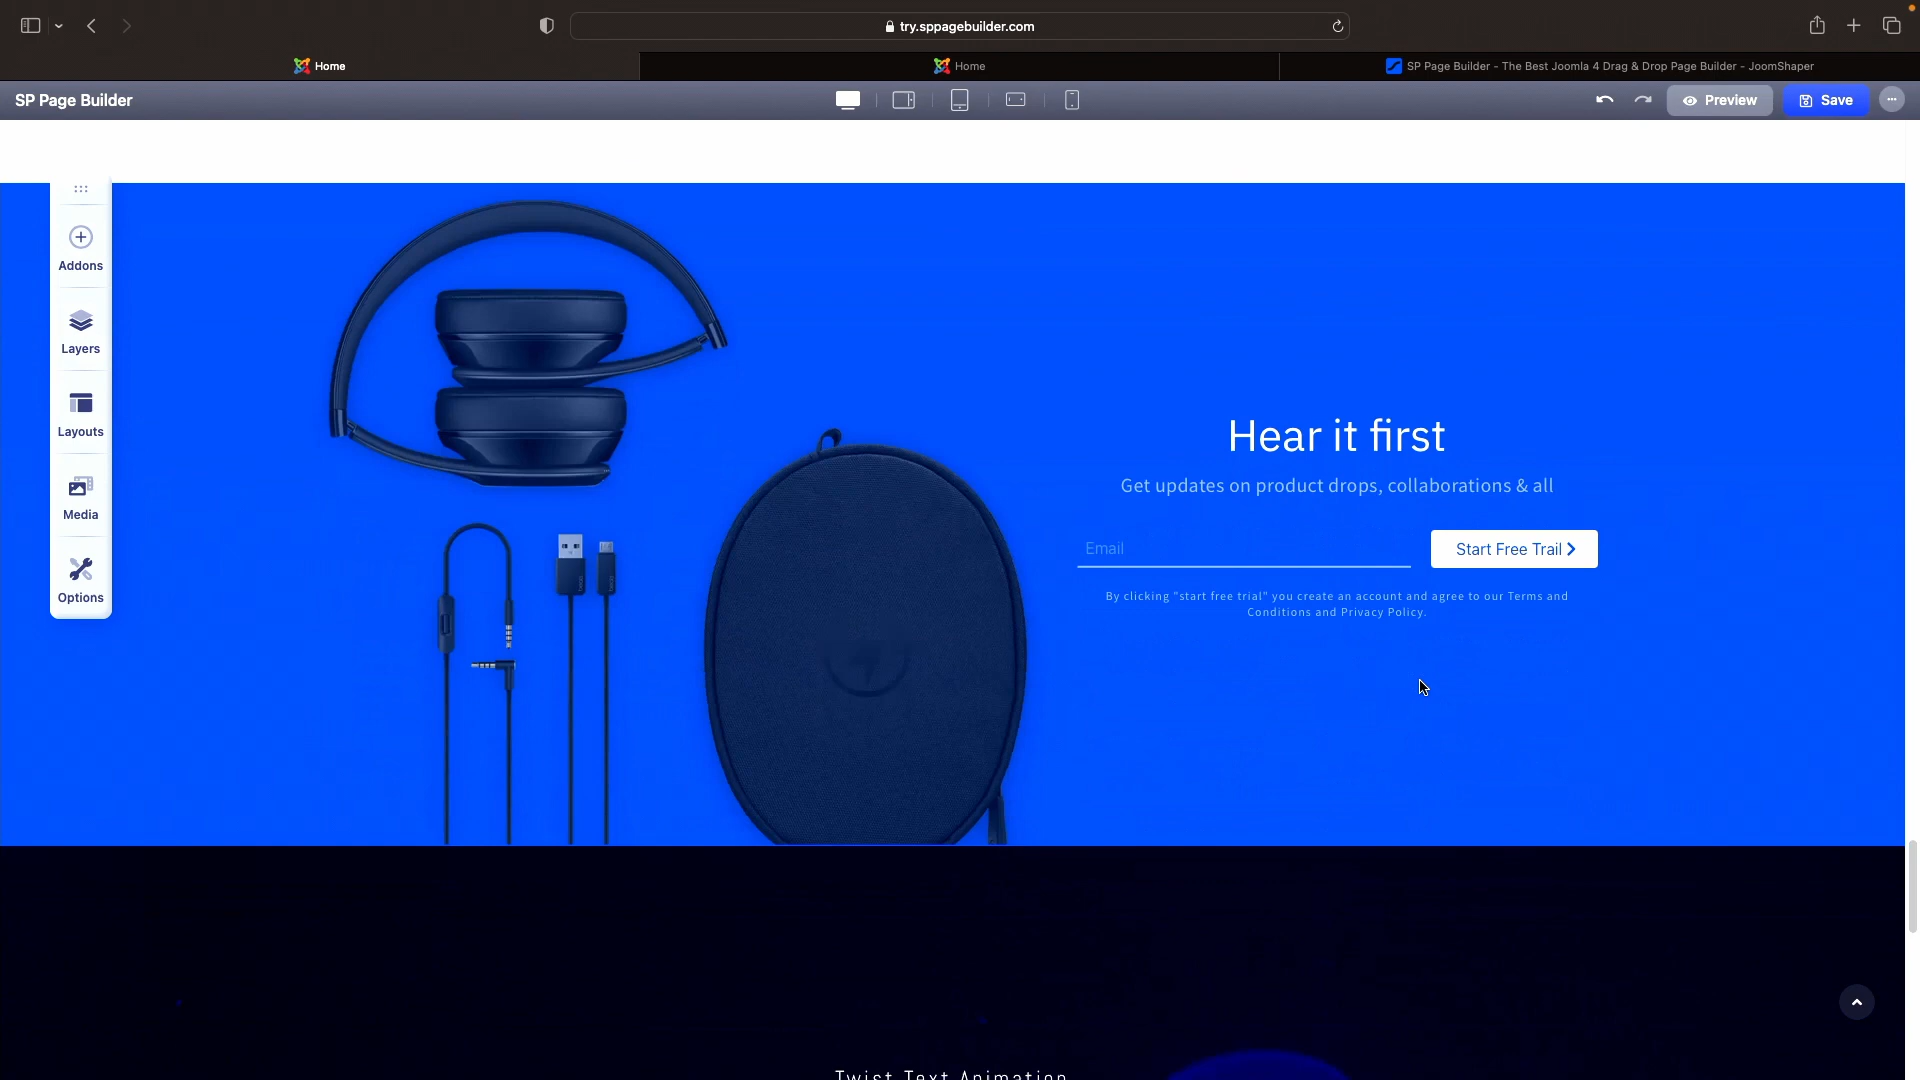 try.sppagebuilder.com
Home
Home
SP Page Builder - The Best Joomla 4 Drag & Drop Page Builder - JoomShaper
SP Page Builder
Preview
Save
Addons
Layers
Layouts
Media
Options
Hear it first
Get updates on product drops, collaborations & all
Email
Start Free Trail
By clicking "start free trial" you create an account and agree to our Terms and
Conditions and Privacy Policy.
Twist Text Animation